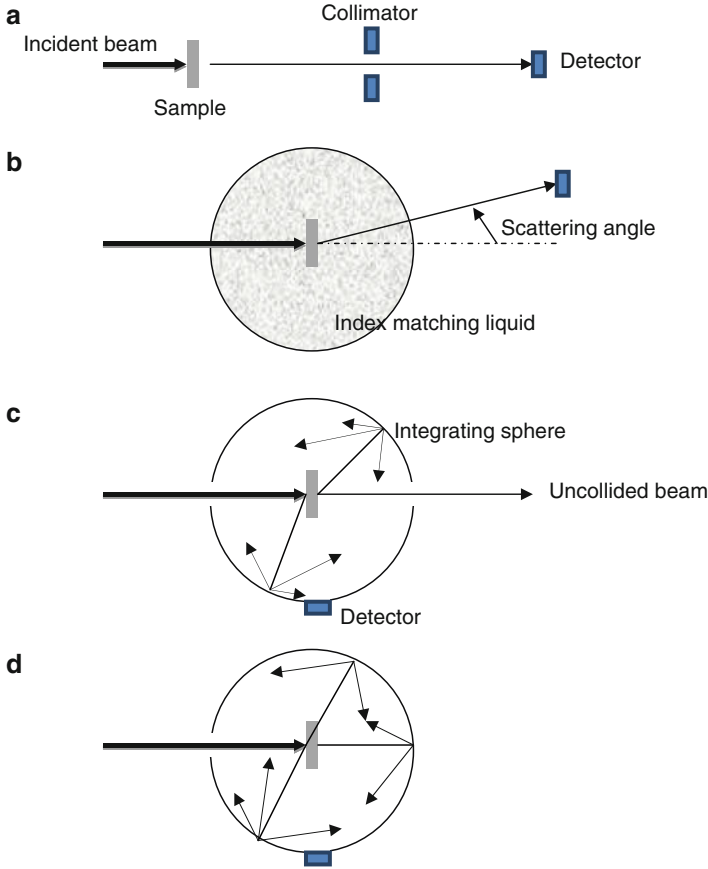 a
Collimator
Incident beam
Detector
Sample
b
Scattering angle
Index matching liquid
c
Integrating sphere
Uncollided beam
Detector
d